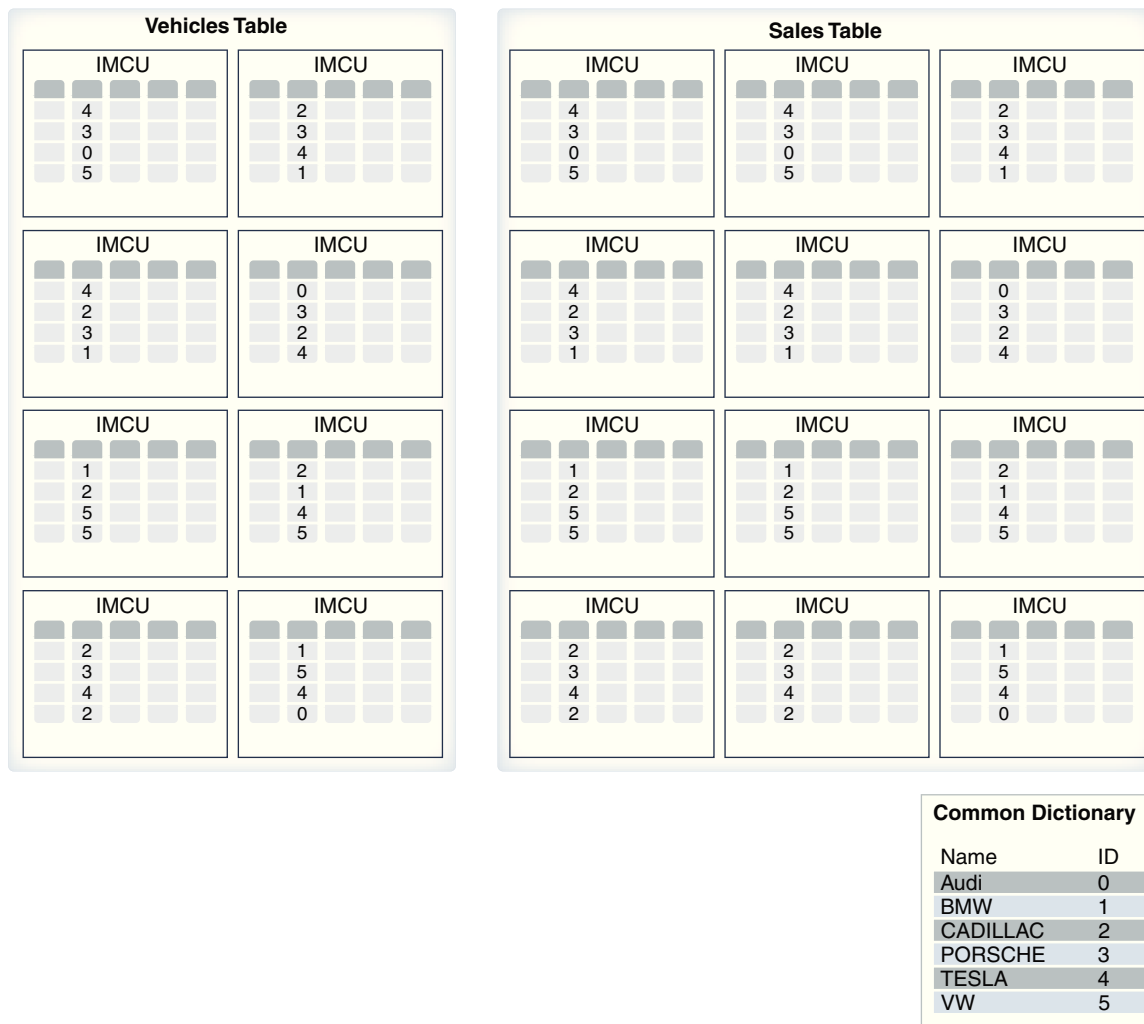 Vehicles Table
IMCU IMCU
4 2
3 3
0 4
5 1
IMCU IMCU
4 0
2 3
3 2
1 4
IMCU IMCU
1 2
2 1
5 4
5 5
IMCU IMCU
2 1
3 5
4 4
2 0
Sales Table
IMCU IMCU IMCU
4 4 2
3 3 3
0 0 4
5 5 1
IMCU IMCU IMCU
4 4 0
2 2 3
3 3 2
1 1 4
IMCU IMCU IMCU
1 1 2
2 2 1
5 5 4
5 5 5
IMCU IMCU IMCU
2 2 1
3 3 5
4 4 4
2 2 0
Common Dictionary
Name ID
Audi 0
BMW 1
CADILLAC 2
PORSCHE 3
TESLA 4
VW 5